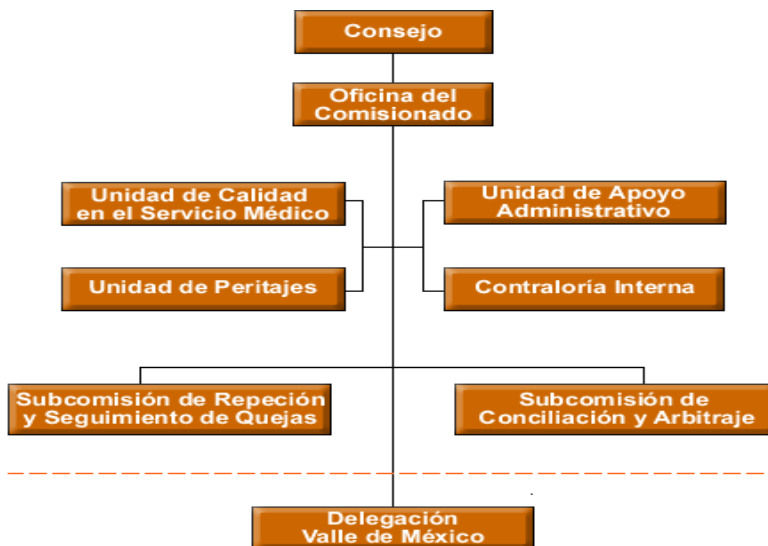 Consejo
Oficina del
Comisionado
Unidad de Calidad
en el Servicio Médico
Unidad de Apoyo
Administrativo
Unidad de Peritajes
Contraloría Interna
Subcomisión de Repeción
y Seguimiento de Quejas
Subcomisión de
Conciliación y Arbitraje
Delegación
Valle de México